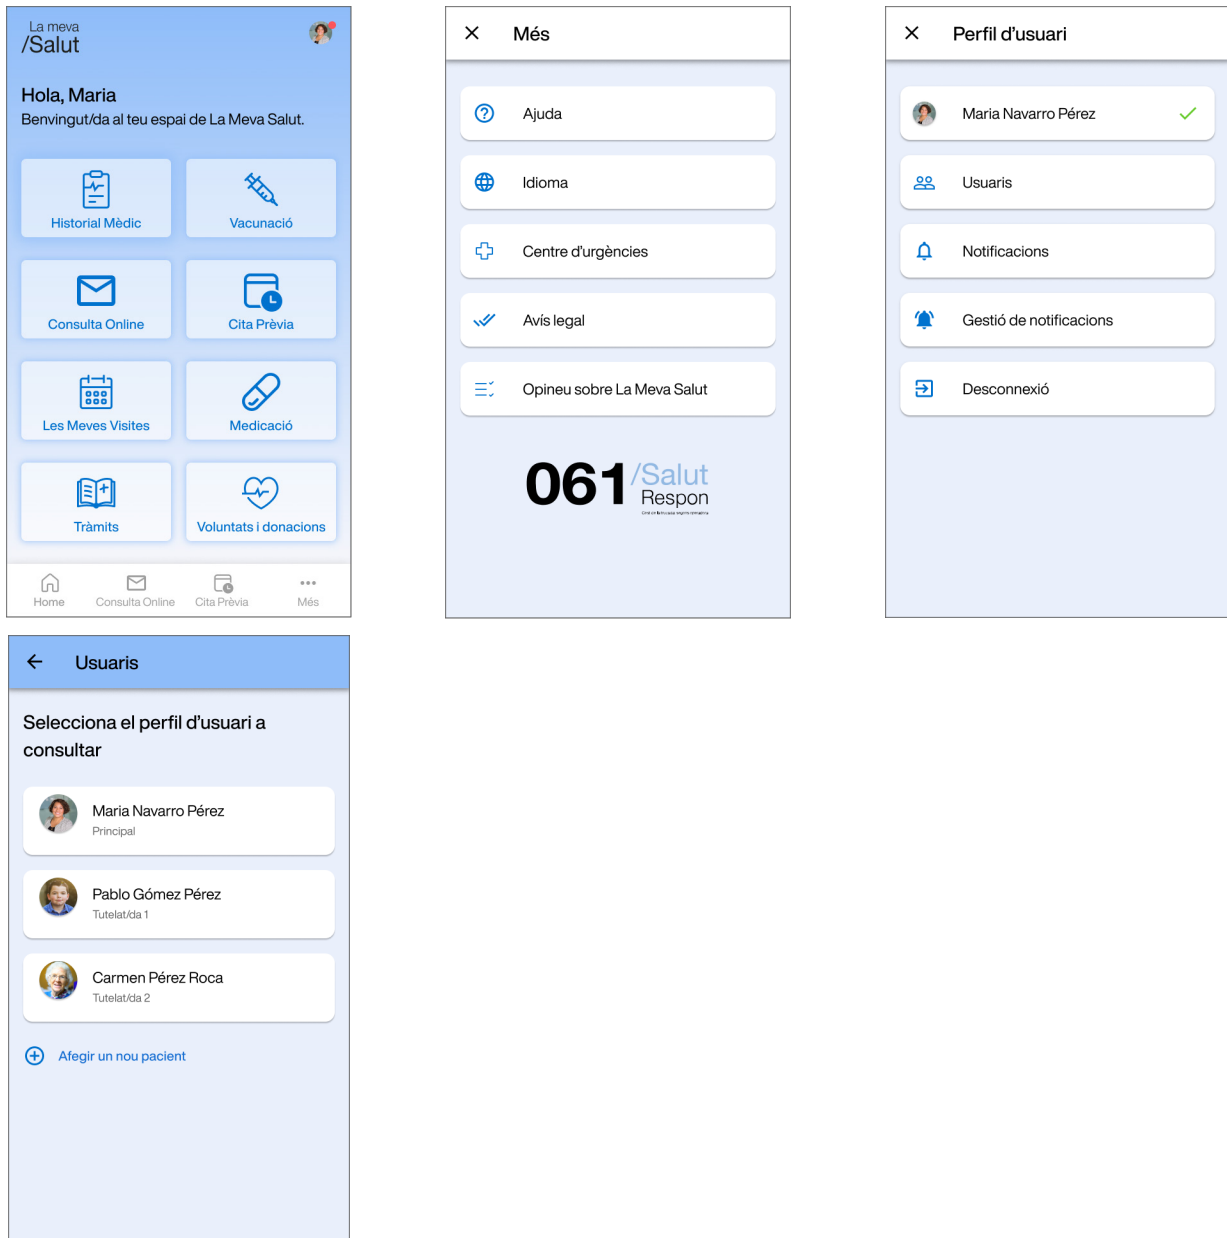 La meva
/Salut
Hola, Maria
Benvingut/da al teu espai de La Meva Salut.
Historial Mèdic
Vacunació
Consulta Online
Cita Prèvia
Les Meves Visites
Medicació
Tràmits
Voluntats i donacions
Home
Consulta Online
Cita Prèvia
Més
Més
Ajuda
Idioma
Centre d'urgències
Avís legal
Opineu sobre La Meva Salut
061/Salut
Respon
Perfil d'usuari
Maria Navarro Pérez
Usuaris
Notificacions
Gestió de notificacions
Desconnexió
Usuaris
Selecciona el perfil d'usuari a
consultar
Maria Navarro Pérez
Principal
Pablo Gómez Pérez
Tutelat/da 1
Carmen Pérez Roca
Tutelat/da 2
Afegir un nou pacient